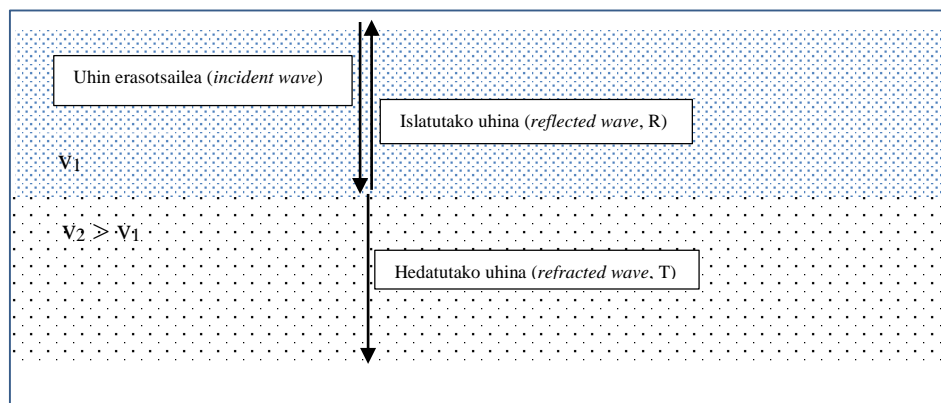 Uhin erasotsailea (incident wave)
Islatutako uhina (reflected wave, R)
V₁
V₂ > V₁
Hedatutako uhina (refracted wave, T)